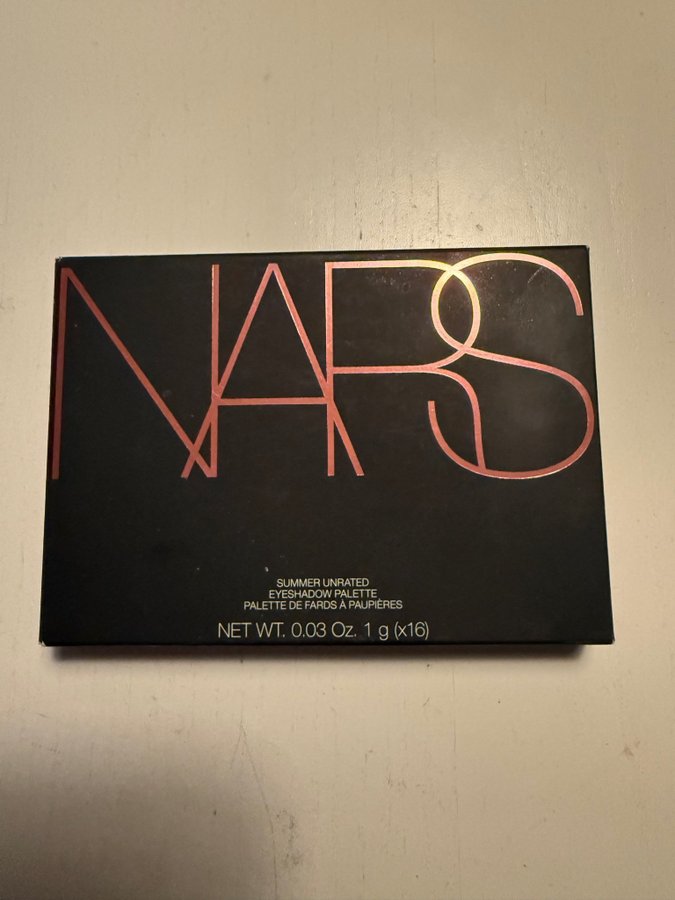 NARS
SUMMER UNRATED
EYESHADOW PALETTE
PALETTE DE FARDS À PAUPIÈRES
NET WT. 0.03 Oz. 1 g (x16)